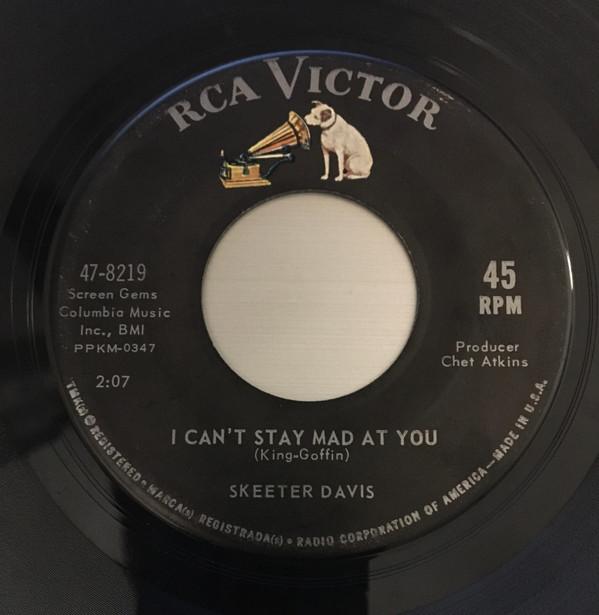 RCA VICTOR
47-8219
Screen Gems
Columbia Music
Inc., BMI
PPKM-0347
2:07
45
RPM
Producer
Chet Atkins
I CAN'T STAY MAD AT YOU
(King-Goffin)
SKEETER DAVIS
TMK(s) ® REGISTERED • MARCA(s) REGISTRADA(s) • RADIO CORPORATION OF AMERICA—MADE IN U.S.A.